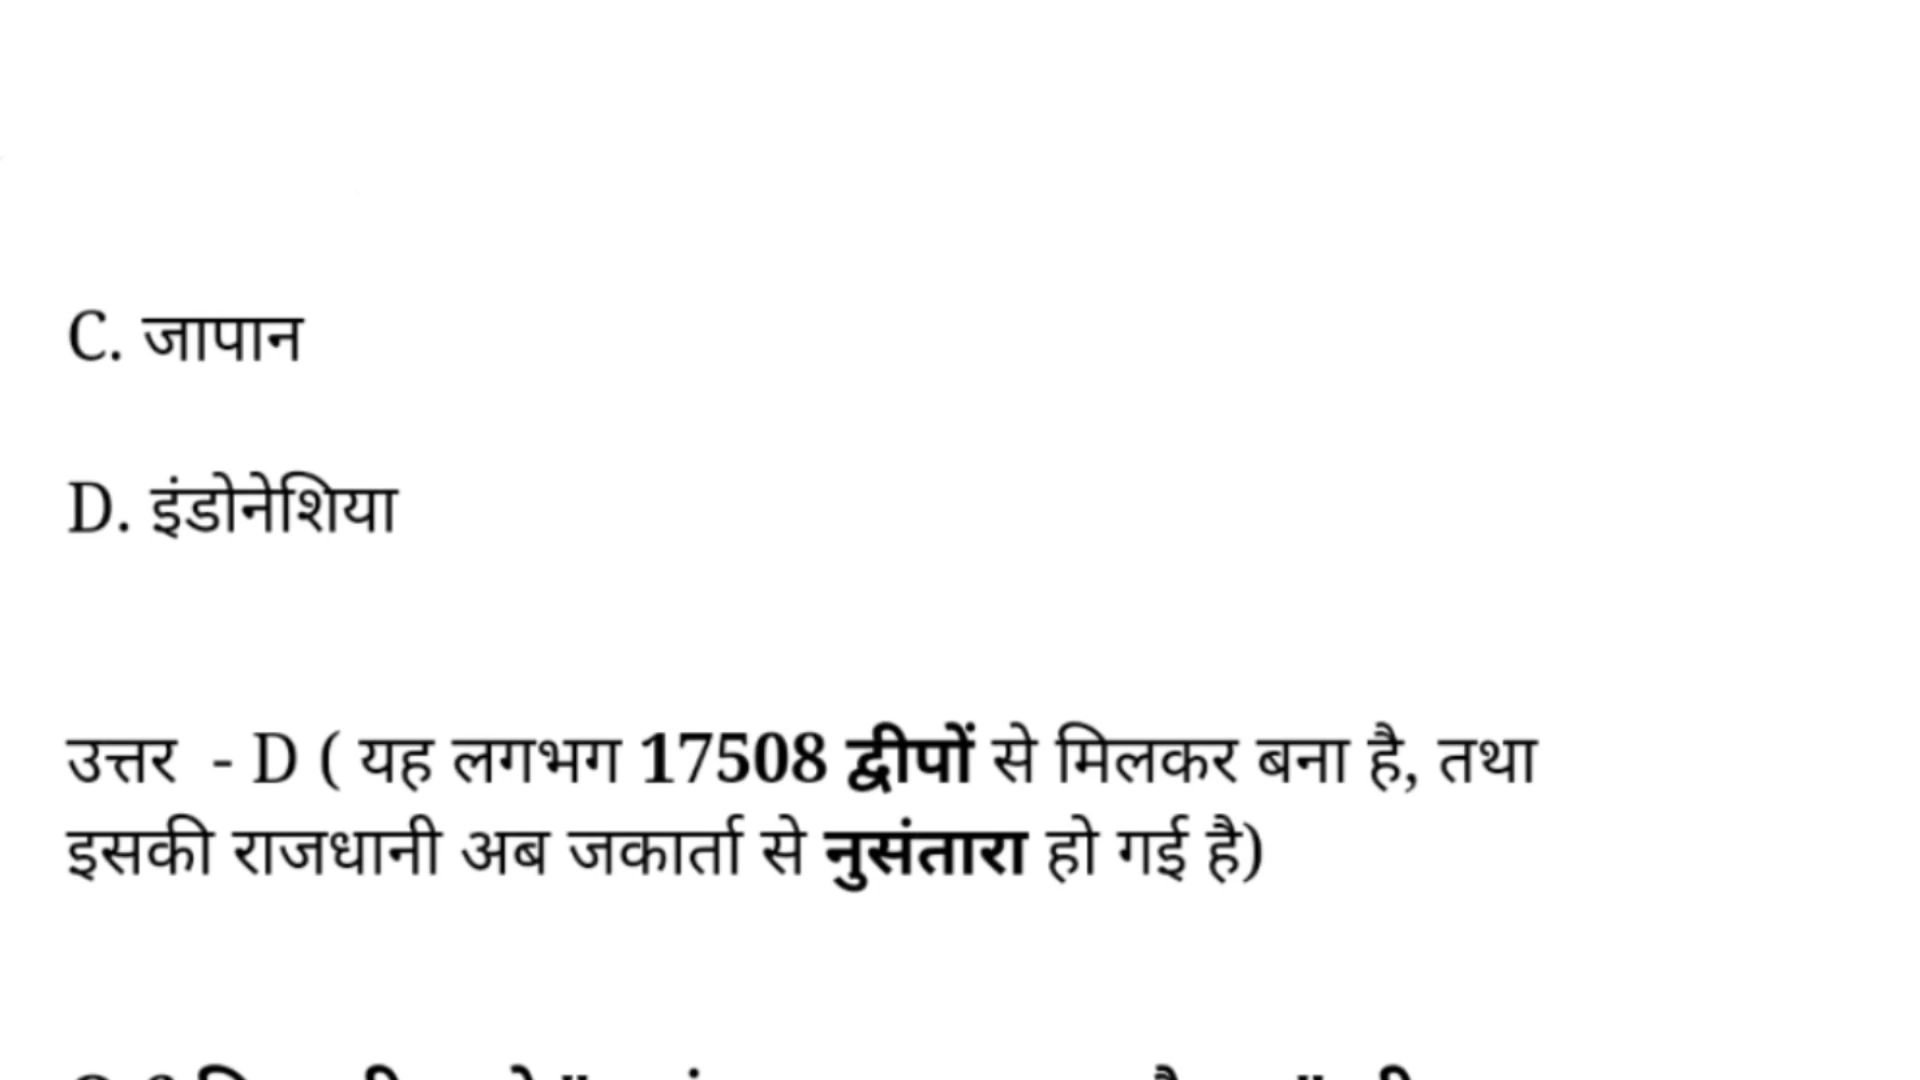 C. जापान
D. इंडोनेशिया
उत्तर - D ( यह लगभग 17508 द्वीपों से मिलकर बना है, तथा
इसकी राजधानी अब जकार्ता से नुसंतारा हो गई है)